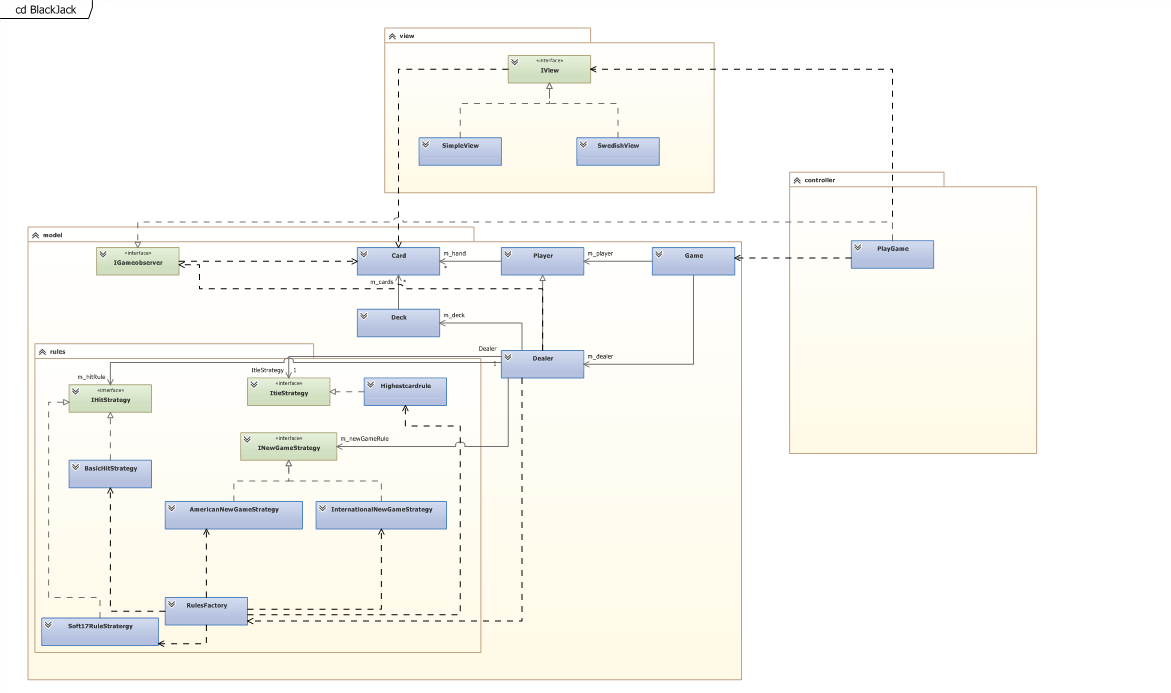 cd BlackJack
view
«interface»
IView
SimpleView
SwedishView
controller
PlayGame
model
«interface»
IGameobserver
Card
m_hand
*
Player
m_player
Game
m_cards
*
Deck
m_deck
rules
Dealer
1
Dealer
m_dealer
m_hitRule
«interface»
IHitStrategy
ItieStrategy
1
«interface»
ItieStrategy
Highestcardrule
«interface»
INewGameStrategy
m_newGameRule
BasicHitStrategy
AmericanNewGameStrategy
InternationalNewGameStrategy
RulesFactory
Soft17RuleStratergy